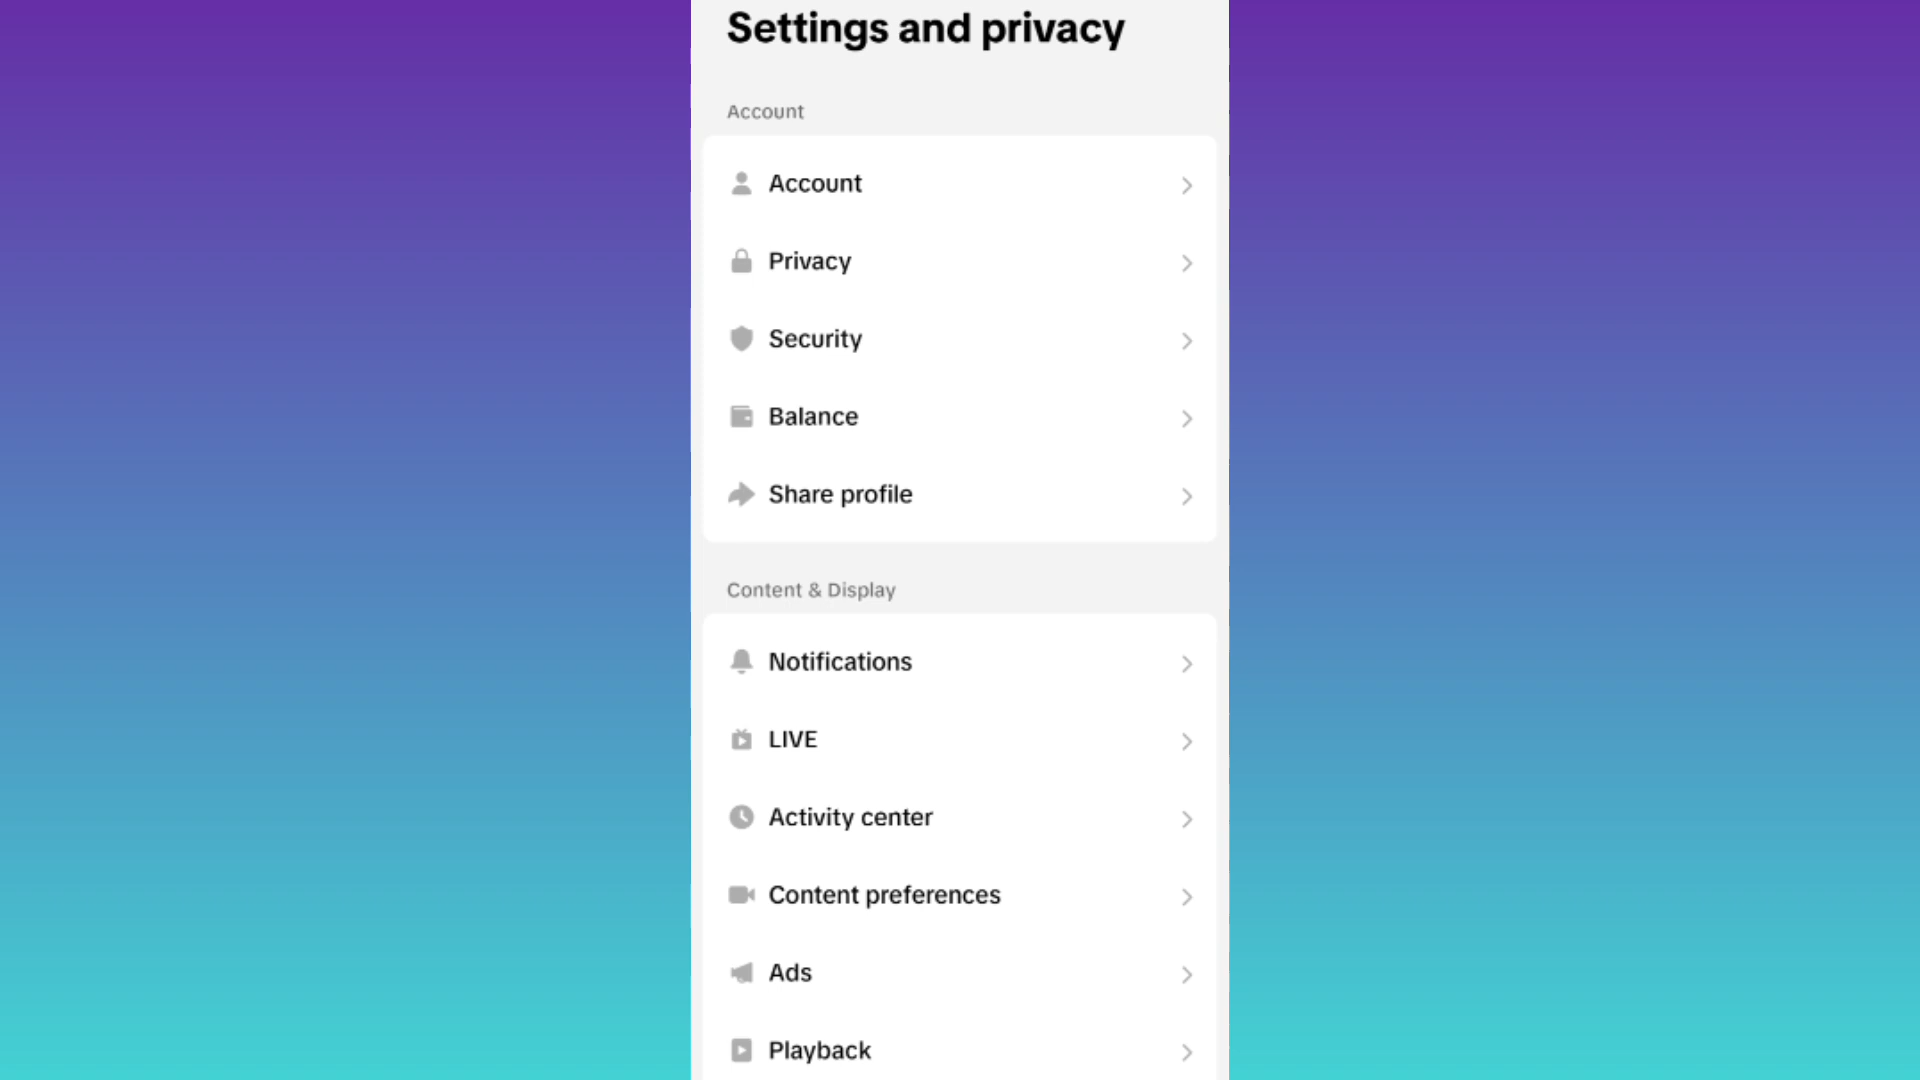 Settings and privacy
Account
Account
Privacy
Security
Balance
Share profile
Content & Display
Notifications
LIVE
Activity center
Content preferences
Ads
Playback